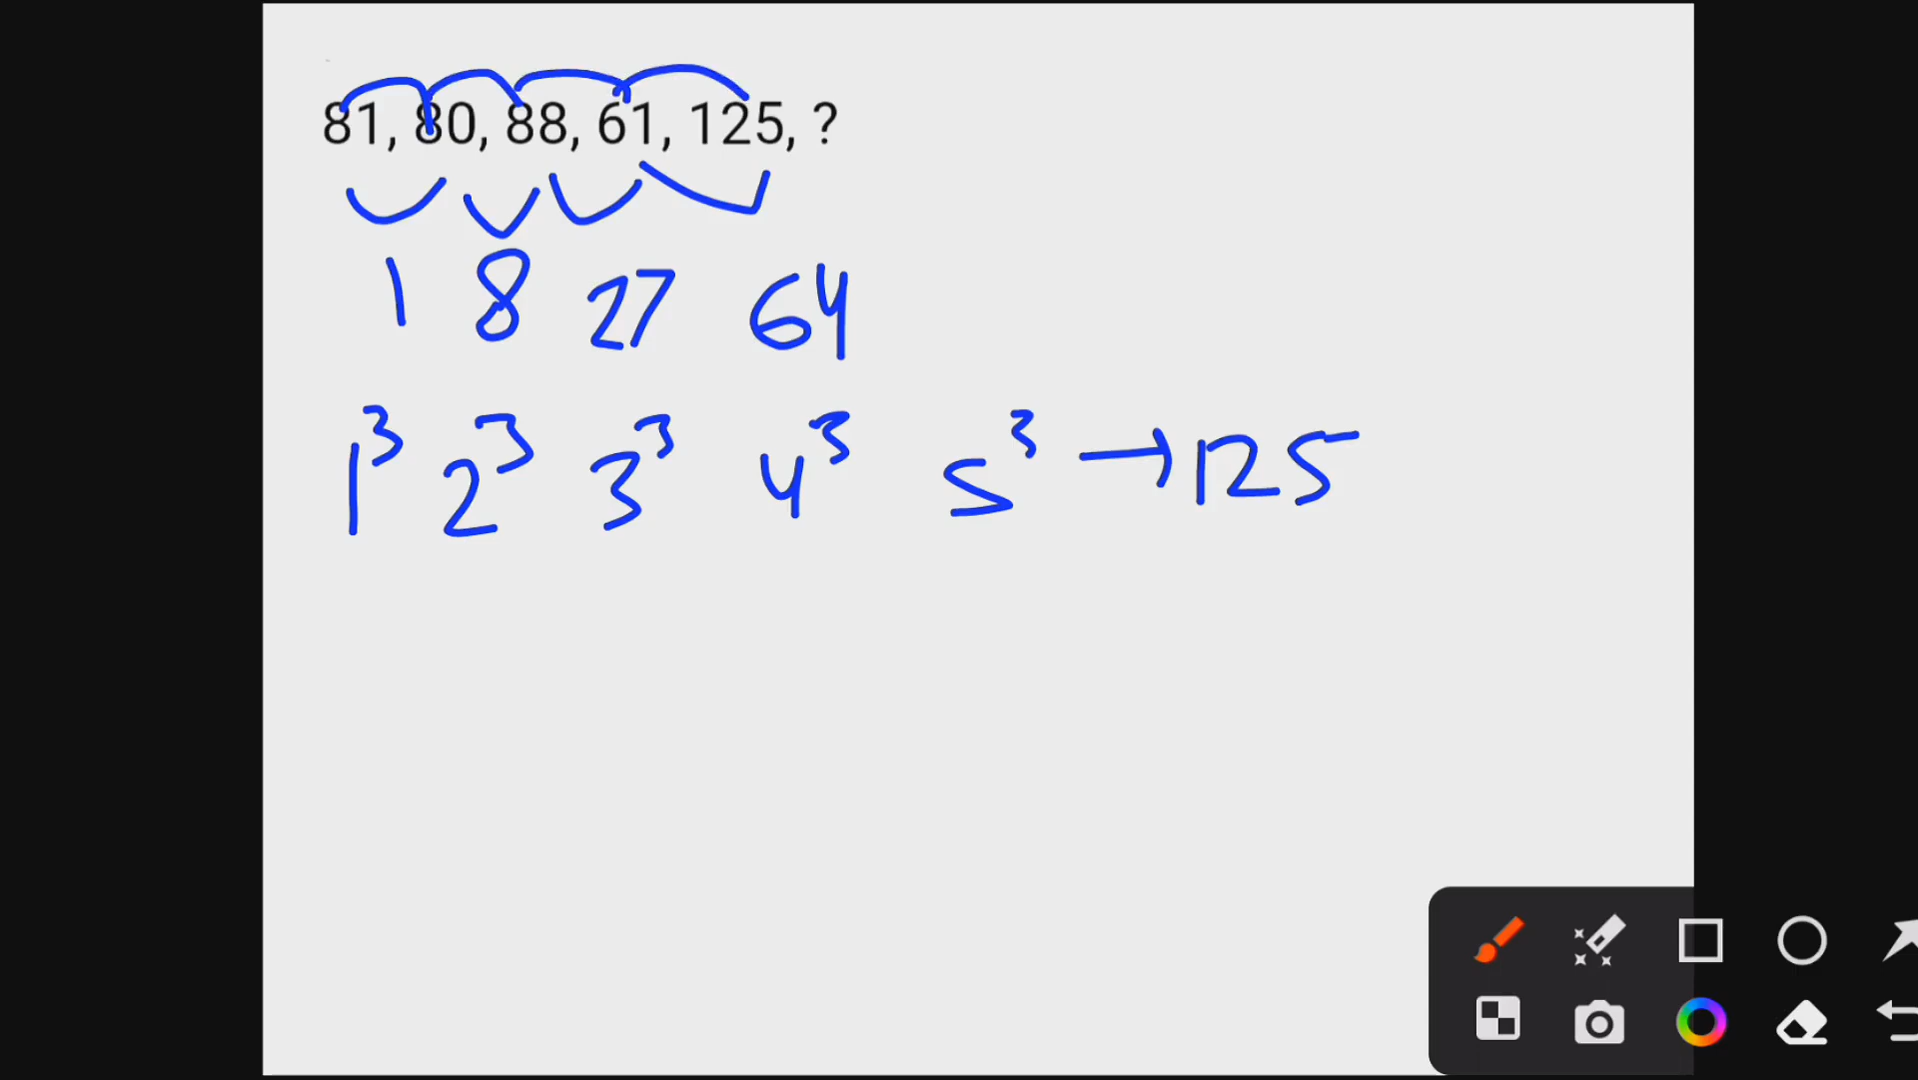 81, 80, 88, 61, 125, ?
1 8 27 64
1³ 2³ 3³ 4³ 5³ → 125